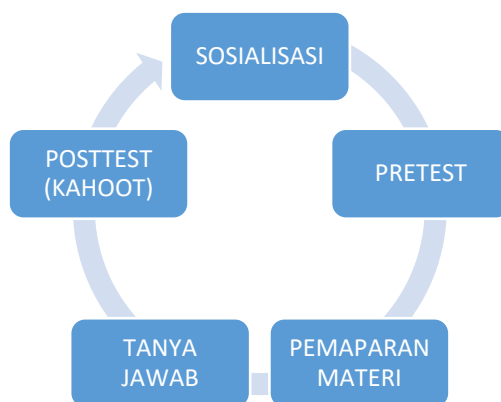 SOSIALISASI
PRETEST
PEMAPARAN
MATERI
TANYA
JAWAB
POSTTEST
(KAHOOT)